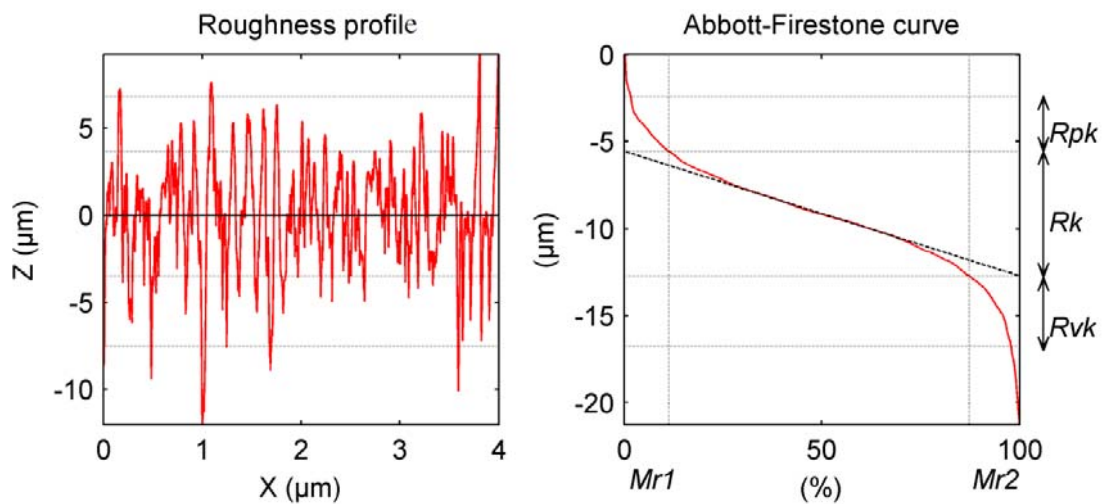 Roughness profile
Abbott-Firestone curve
5
0
-5
-10
Z (µm)
0
1
2
3
4
X (µm)
0
-5
-10
-15
-20
(µm)
0
50
100
Mr1
(%)
Mr2
Rpk
Rk
Rvk